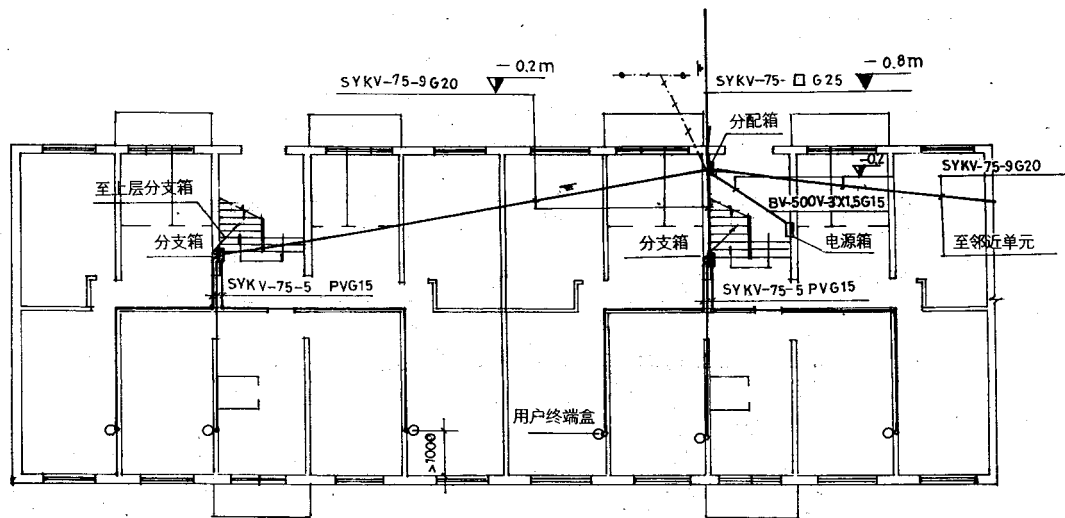 －0.2m
－0.8m
SYKV-75-9G20
SYKV-75-□ G25
分配箱
SYKV-75-9G20
至上层分支箱
BV-500V-3X1.5G15
分支箱
分支箱
电源箱
至邻近单元
SYKV-75-5 PVG15
SYKV-75-5 PVG15
用户终端盒
>1000